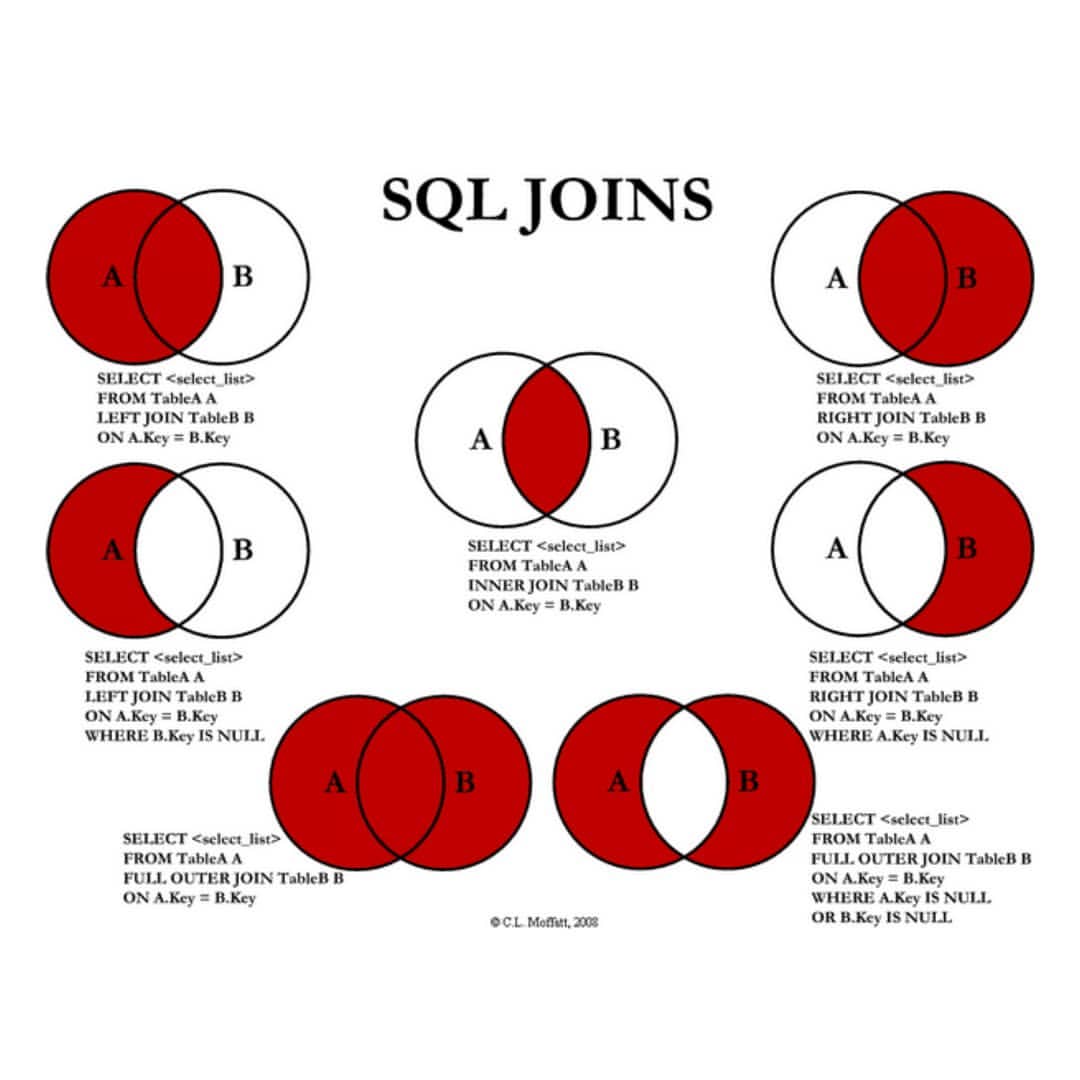 SQL JOINS
A B
SELECT <select_list>
FROM TableA A
LEFT JOIN TableB B
ON A.Key = B.Key
A B
SELECT <select_list>
FROM TableA A
RIGHT JOIN TableB B
ON A.Key = B.Key
A B
SELECT <select_list>
FROM TableA A
INNER JOIN TableB B
ON A.Key = B.Key
A B
SELECT <select_list>
FROM TableA A
LEFT JOIN TableB B
ON A.Key = B.Key
WHERE B.Key IS NULL
A B
SELECT <select_list>
FROM TableA A
RIGHT JOIN TableB B
ON A.Key = B.Key
WHERE A.Key IS NULL
A B
SELECT <select_list>
FROM TableA A
FULL OUTER JOIN TableB B
ON A.Key = B.Key
A B
SELECT <select_list>
FROM TableA A
FULL OUTER JOIN TableB B
ON A.Key = B.Key
WHERE A.Key IS NULL
OR B.Key IS NULL
© C.L. Moffatt, 2008